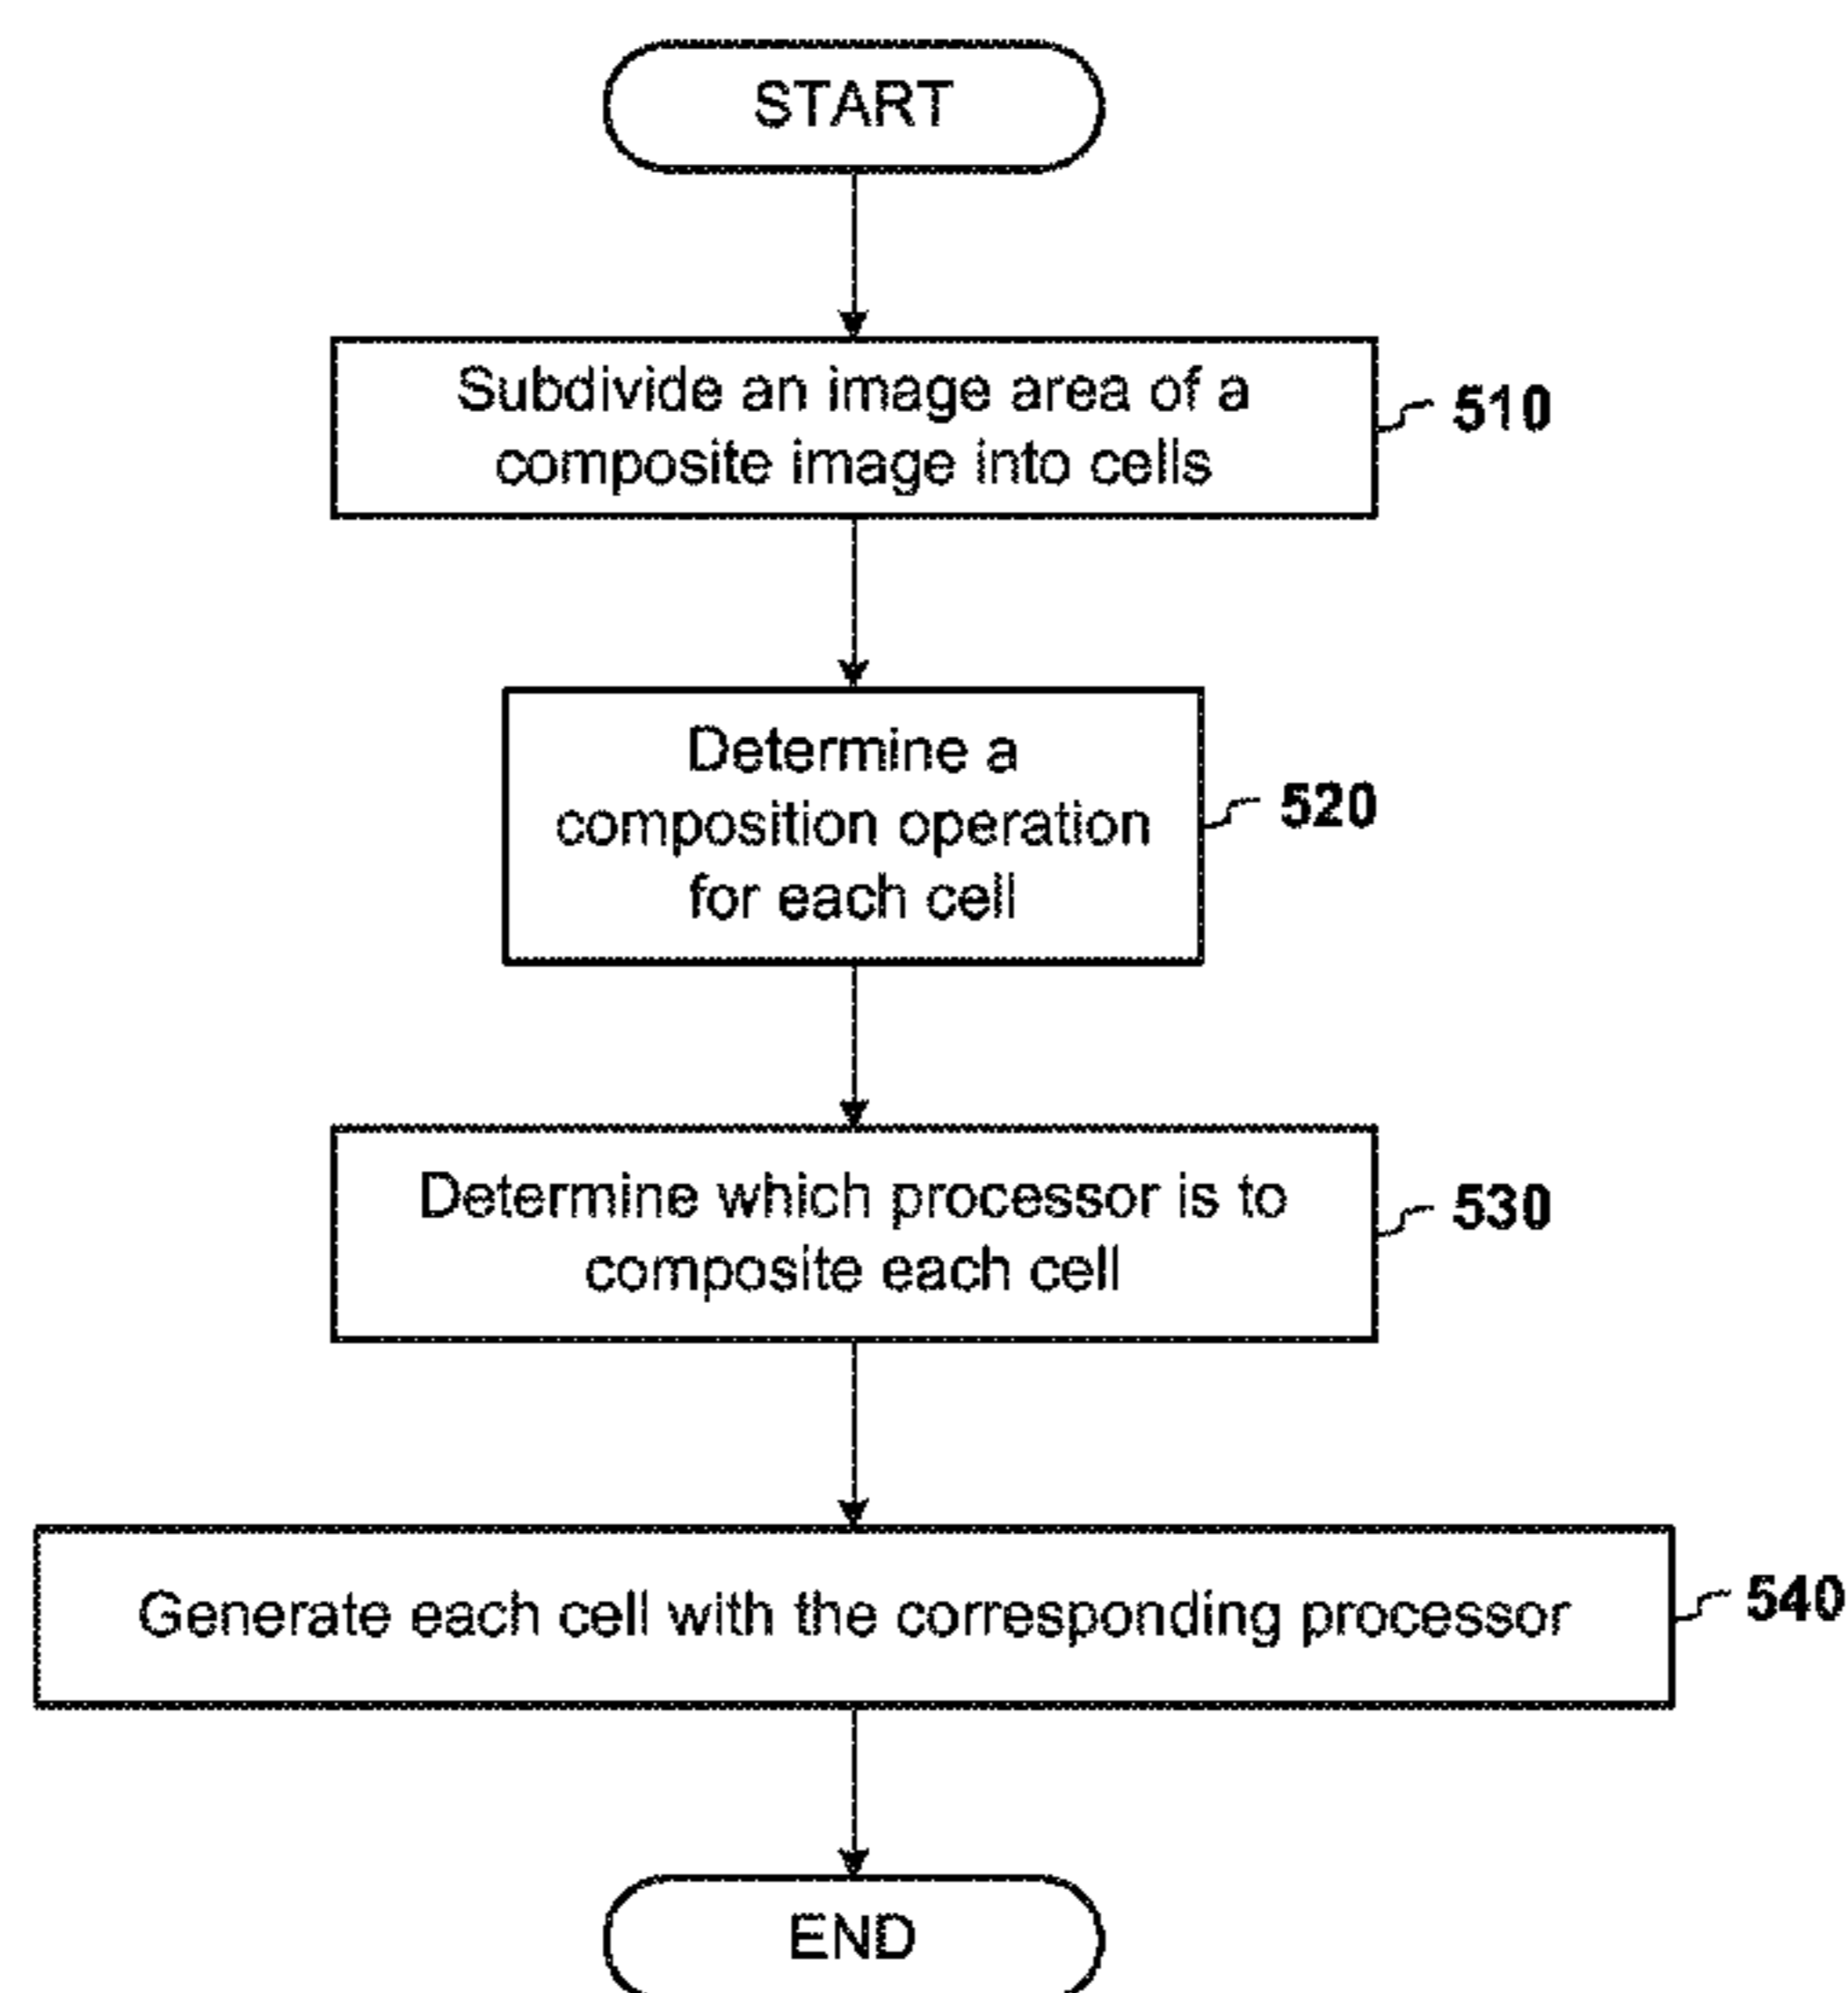 START
Subdivide an image area of a
composite image into cells
510
Determine a
composition operation
for each cell
520
Determine which processor is to
composite each cell
530
Generate each cell with the corresponding processor
540
END